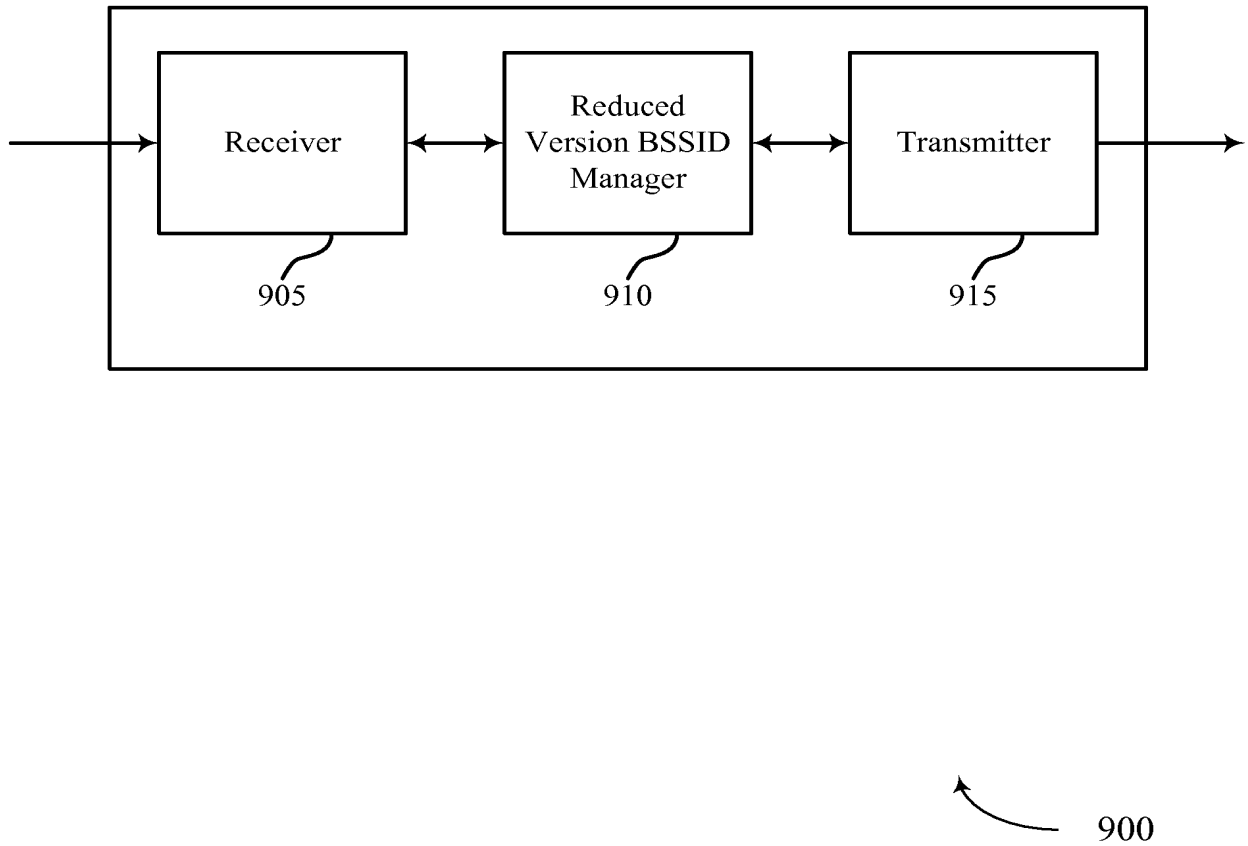 Receiver
Reduced
Version BSSID
Manager
Transmitter
905
910
915
900